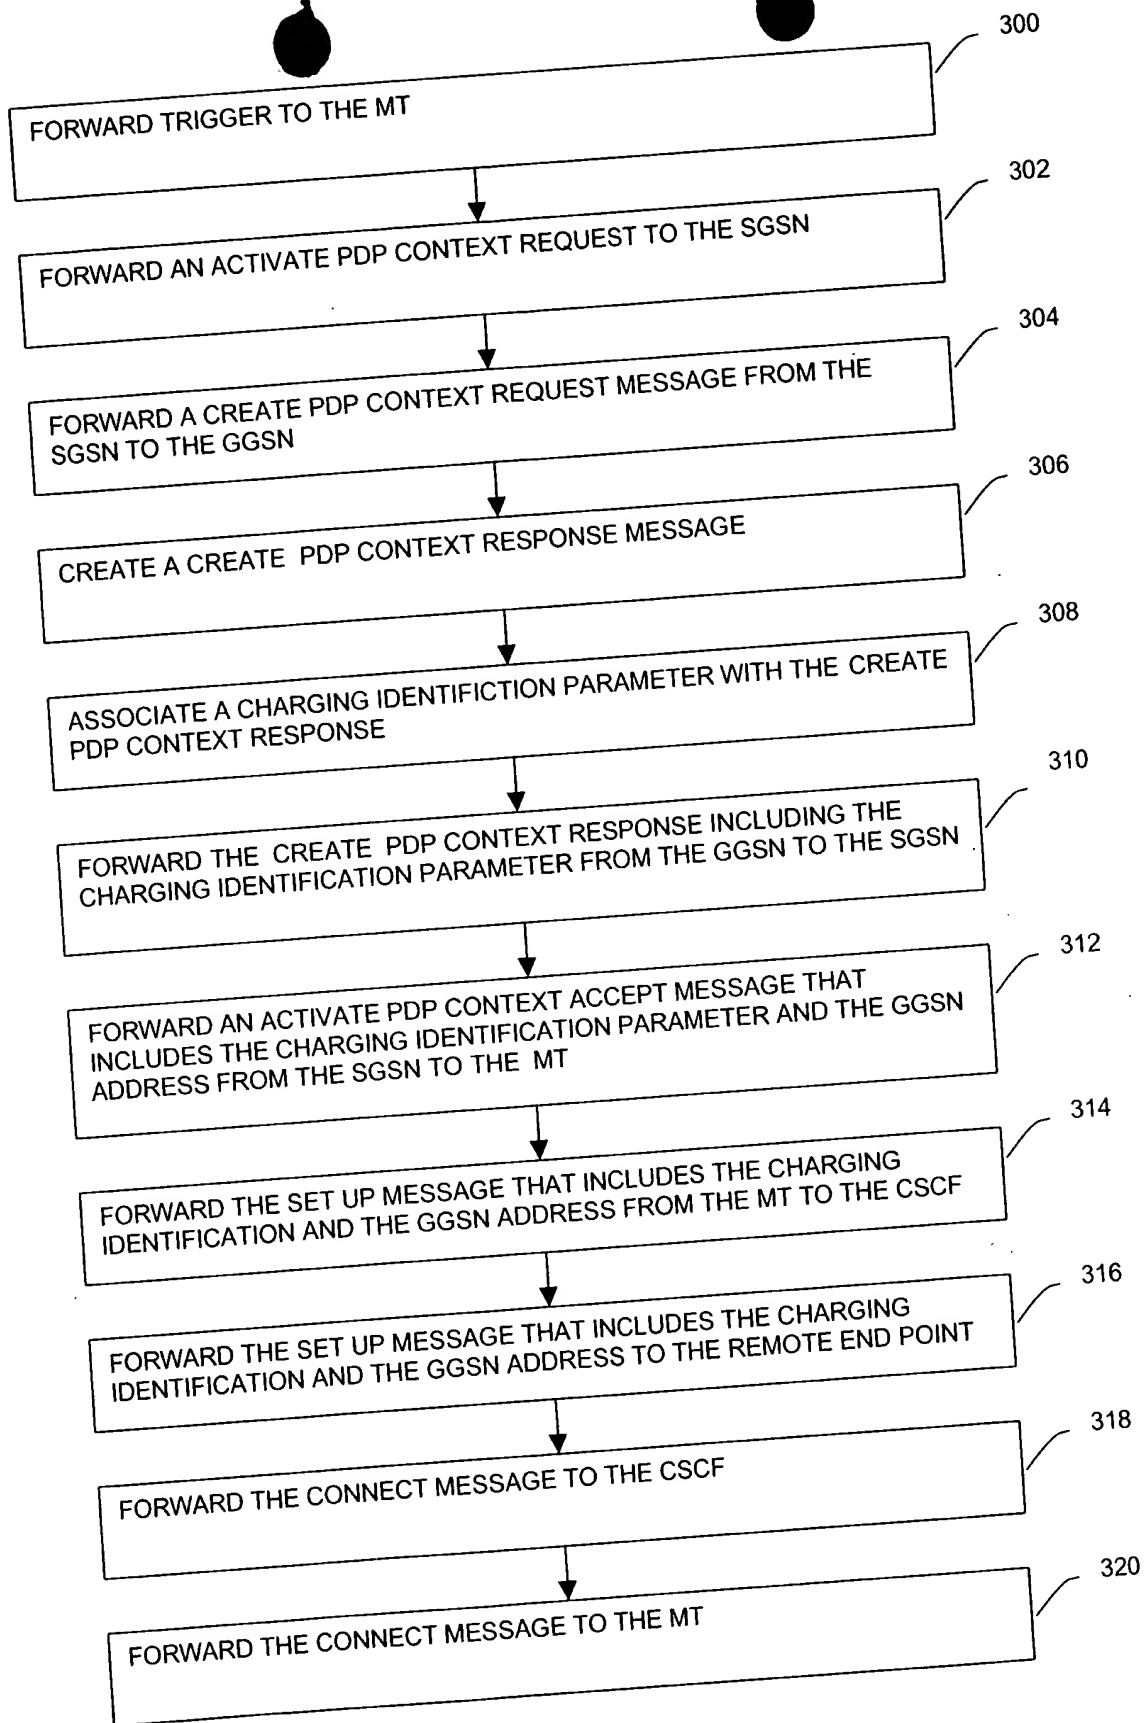 300
FORWARD TRIGGER TO THE MT
302
FORWARD AN ACTIVATE PDP CONTEXT REQUEST TO THE SGSN
304
FORWARD A CREATE PDP CONTEXT REQUEST MESSAGE FROM THE
SGSN TO THE GGSN
306
CREATE A CREATE PDP CONTEXT RESPONSE MESSAGE
308
ASSOCIATE A CHARGING IDENTIFICTION PARAMETER WITH THE CREATE
PDP CONTEXT RESPONSE
310
FORWARD THE CREATE PDP CONTEXT RESPONSE INCLUDING THE
CHARGING IDENTIFICATION PARAMETER FROM THE GGSN TO THE SGSN
312
FORWARD AN ACTIVATE PDP CONTEXT ACCEPT MESSAGE THAT
INCLUDES THE CHARGING IDENTIFICATION PARAMETER AND THE GGSN
ADDRESS FROM THE SGSN TO THE MT
314
FORWARD THE SET UP MESSAGE THAT INCLUDES THE CHARGING
IDENTIFICATION AND THE GGSN ADDRESS FROM THE MT TO THE CSCF
316
FORWARD THE SET UP MESSAGE THAT INCLUDES THE CHARGING
IDENTIFICATION AND THE GGSN ADDRESS TO THE REMOTE END POINT
318
FORWARD THE CONNECT MESSAGE TO THE CSCF
320
FORWARD THE CONNECT MESSAGE TO THE MT